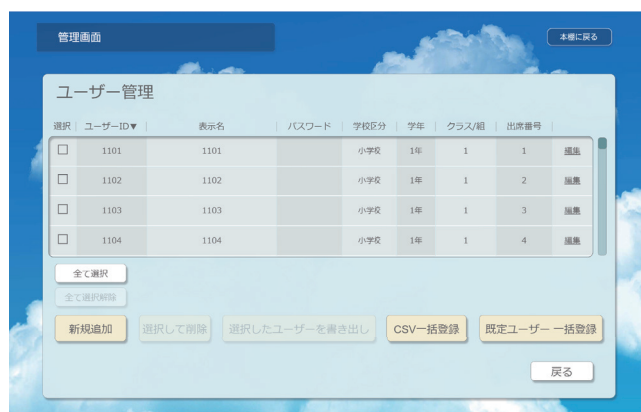 管理画面 本棚に戻る
ユーザー管理
選択 ユーザーID▼ 表示名 パスワード 学校区分 学年 クラス/組 出席番号
1101 1101 小学校 1年 1 1 編集
1102 1102 小学校 1年 1 2 編集
1103 1103 小学校 1年 1 3 編集
1104 1104 小学校 1年 1 4 編集
全て選択
全て選択解除
新規追加 選択して削除 選択したユーザーを書き出し CSV一括登録 既定ユーザー 一括登録
戻る